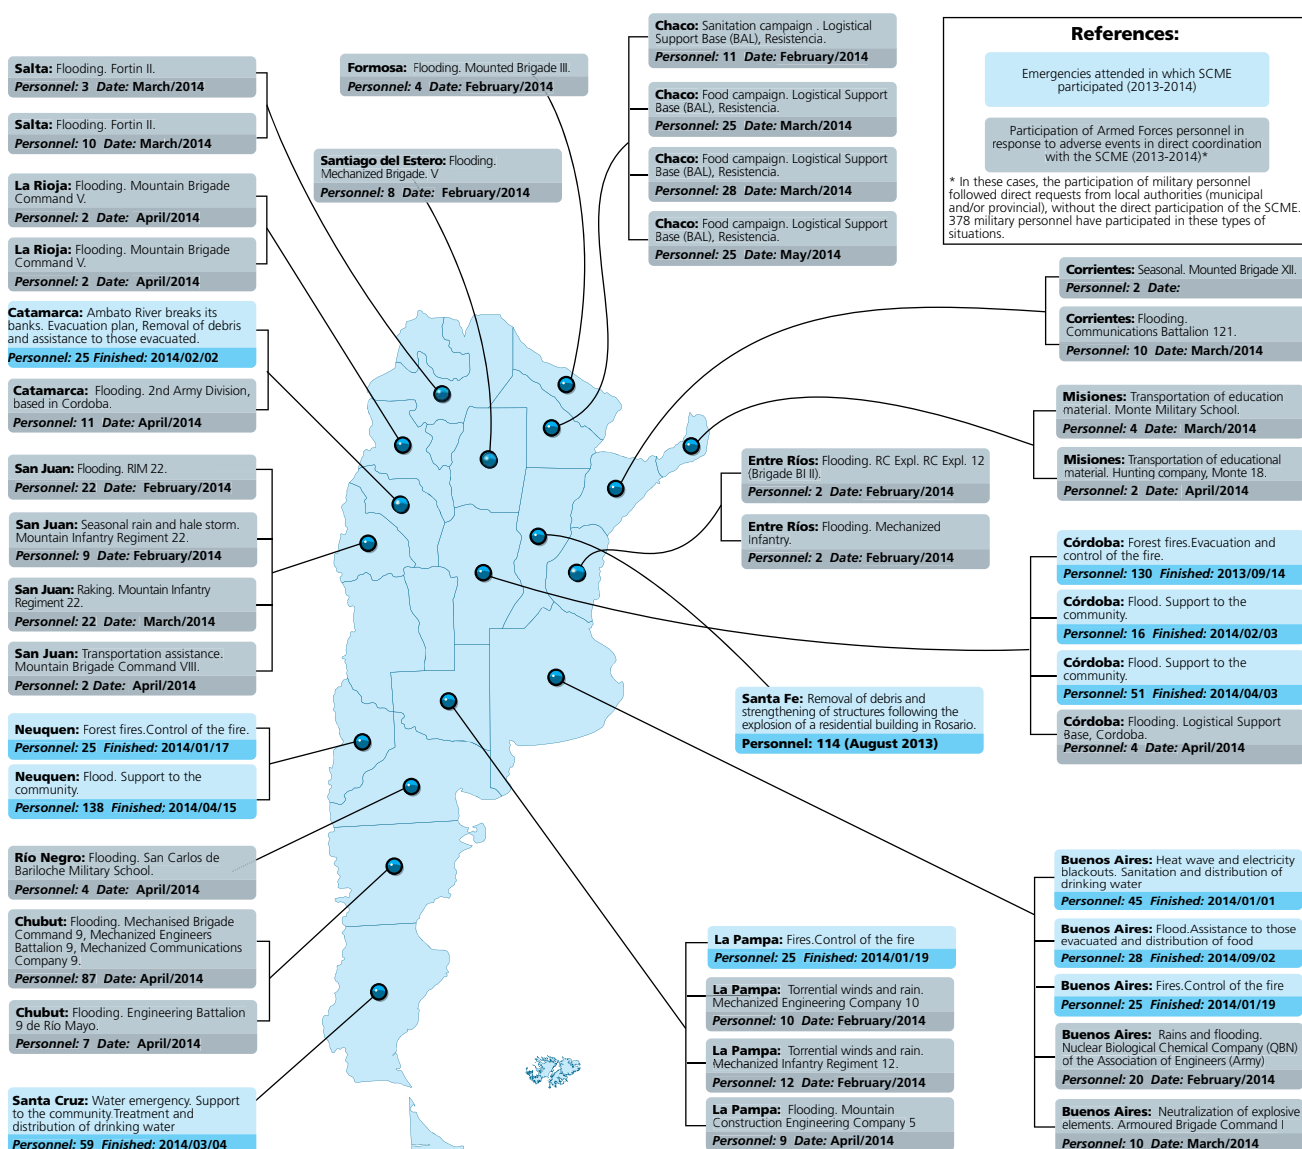 Salta: Flooding. Fortin II.
Personnel: 3 Date: March/2014
Salta: Flooding. Fortin II.
Personnel: 10 Date: March/2014
La Rioja: Flooding. Mountain Brigade
Command V.
Personnel: 2 Date: April/2014
La Rioja: Flooding. Mountain Brigade
Command V.
Personnel: 2 Date: April/2014
Catamarca: Ambato River breaks its
banks. Evacuation plan, Removal of debris
and assistance to those evacuated.
Personnel: 25 Finished: 2014/02/02
Catamarca: Flooding. 2nd Army Division,
based in Cordoba.
Personnel: 11 Date: April/2014
San Juan: Flooding. RIM 22.
Personnel: 22 Date: February/2014
San Juan: Seasonal rain and hale storm.
Mountain Infantry Regiment 22.
Personnel: 9 Date: February/2014
San Juan: Raking. Mountain Infantry
Regiment 22.
Personnel: 22 Date: March/2014
San Juan: Transportation assistance.
Mountain Brigade Command VIII.
Personnel: 2 Date: April/2014
Neuquen: Forest fires.Control of the fire.
Personnel: 25 Finished: 2014/01/17
Neuquen: Flood. Support to the
community.
Personnel: 138 Finished: 2014/04/15
Río Negro: Flooding. San Carlos de
Bariloche Military School.
Personnel: 4 Date: April/2014
Chubut: Flooding. Mechanised Brigade
Command 9, Mechanized Engineers
Battalion 9, Mechanized Communications
Company 9.
Personnel: 87 Date: April/2014
Chubut: Flooding. Engineering Battalion
9 de Río Mayo.
Personnel: 7 Date: April/2014
Santa Cruz: Water emergency. Support
to the community.Treatment and
distribution of drinking water
Personnel: 59 Finished: 2014/03/04
Formosa: Flooding. Mounted Brigade III.
Personnel: 4 Date: February/2014
Santiago del Estero: Flooding.
Mechanized Brigade. V
Personnel: 8 Date: February/2014
Chaco: Sanitation campaign . Logistical
Support Base (BAL), Resistencia.
Personnel: 11 Date: February/2014
Chaco: Food campaign. Logistical Support
Base (BAL), Resistencia.
Personnel: 25 Date: March/2014
Chaco: Food campaign. Logistical Support
Base (BAL), Resistencia.
Personnel: 28 Date: March/2014
Chaco: Food campaign. Logistical Support
Base (BAL), Resistencia.
Personnel: 25 Date: May/2014
References:
Emergencies attended in which SCME
participated (2013-2014)
Participation of Armed Forces personnel in
response to adverse events in direct coordination
with the SCME (2013-2014)*
* In these cases, the participation of military personnel
followed direct requests from local authorities (municipal
and/or provincial), without the direct participation of the SCME.
378 military personnel have participated in these types of
situations.
Corrientes: Seasonal. Mounted Brigade XII.
Personnel: 2 Date:
Corrientes: Flooding.
Communications Battalion 121.
Personnel: 10 Date: March/2014
Misiones: Transportation of education
material. Monte Military School.
Personnel: 4 Date: March/2014
Misiones: Transportation of educational
material. Hunting company, Monte 18.
Personnel: 2 Date: April/2014
Entre Ríos: Flooding. RC Expl. RC Expl. 12
(Brigade BI II).
Personnel: 2 Date: February/2014
Entre Ríos: Flooding. Mechanized
Infantry.
Personnel: 2 Date: February/2014
Córdoba: Forest fires.Evacuation and
control of the fire.
Personnel: 130 Finished: 2013/09/14
Córdoba: Flood. Support to the
community.
Personnel: 16 Finished: 2014/02/03
Córdoba: Flood. Support to the
community.
Personnel: 51 Finished: 2014/04/03
Córdoba: Flooding. Logistical Support
Base, Cordoba.
Personnel: 4 Date: April/2014
Santa Fe: Removal of debris and
strengthening of structures following the
explosion of a residential building in Rosario.
Personnel: 114 (August 2013)
La Pampa: Fires.Control of the fire
Personnel: 25 Finished: 2014/01/19
La Pampa: Torrential winds and rain.
Mechanized Engineering Company 10
Personnel: 10 Date: February/2014
La Pampa: Torrential winds and rain.
Mechanized Infantry Regiment 12.
Personnel: 12 Date: February/2014
La Pampa: Flooding. Mountain
Construction Engineering Company 5
Personnel: 9 Date: April/2014
Buenos Aires: Heat wave and electricity
blackouts. Sanitation and distribution of
drinking water
Personnel: 45 Finished: 2014/01/01
Buenos Aires: Flood.Assistance to those
evacuated and distribution of food
Personnel: 28 Finished: 2014/09/02
Buenos Aires: Fires.Control of the fire
Personnel: 25 Finished: 2014/01/19
Buenos Aires: Rains and flooding.
Nuclear Biological Chemical Company (QBN)
of the Association of Engineers (Army)
Personnel: 20 Date: February/2014
Buenos Aires: Neutralization of explosive
elements. Armoured Brigade Command I
Personnel: 10 Date: March/2014